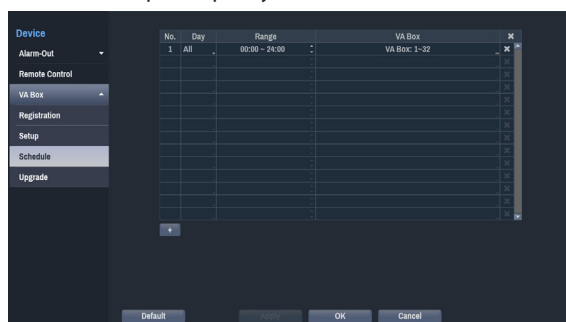 Device
Alarm-Out
Remote Control
VA Box
Registration
Setup
Schedule
Upgrade
No. Day Range VA Box
1 All 00:00 ~ 24:00 VA Box: 1~32
+
Default Apply OK Cancel